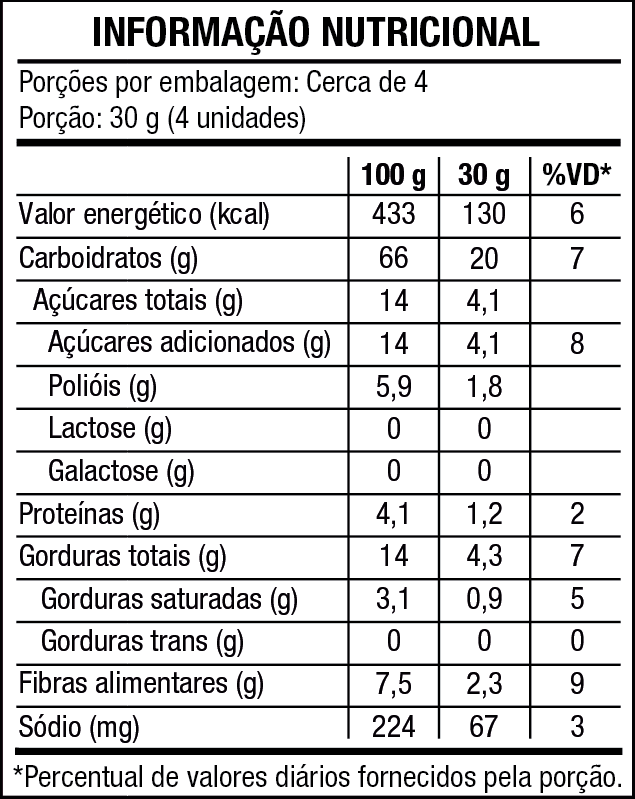 INFORMAÇÃO NUTRICIONAL
Porções por embalagem: Cerca de 4
Porção: 30 g (4 unidades)
100 g 30 g %VD*
Valor energético (kcal) 433 130 6
Carboidratos (g) 66 20 7
Açúcares totais (g) 14 4,1
Açúcares adicionados (g) 14 4,1 8
Polióis (g) 5,9 1,8
Lactose (g) 0 0
Galactose (g) 0 0
Proteínas (g) 4,1 1,2 2
Gorduras totais (g) 14 4,3 7
Gorduras saturadas (g) 3,1 0,9 5
Gorduras trans (g) 0 0 0
Fibras alimentares (g) 7,5 2,3 9
Sódio (mg) 224 67 3
*Percentual de valores diários fornecidos pela porção.